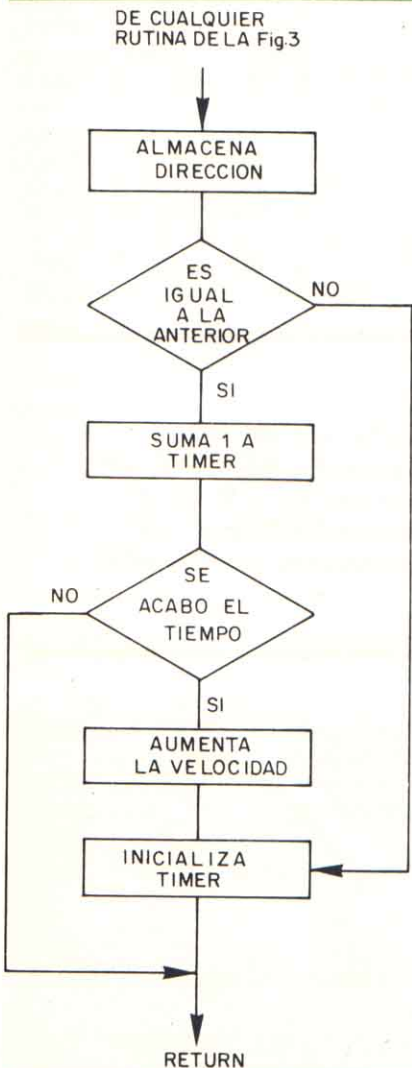 DE CUALQUIER
RUTINA DE LA Fig.3
ALMACENA
DIRECCION
ES
IGUAL
A LA
ANTERIOR
NO
SI
SUMA 1 A
TIMER
SE
ACABO EL
TIEMPO
NO
SI
AUMENTA
LA VELOCIDAD
INICIALIZA
TIMER
RETURN